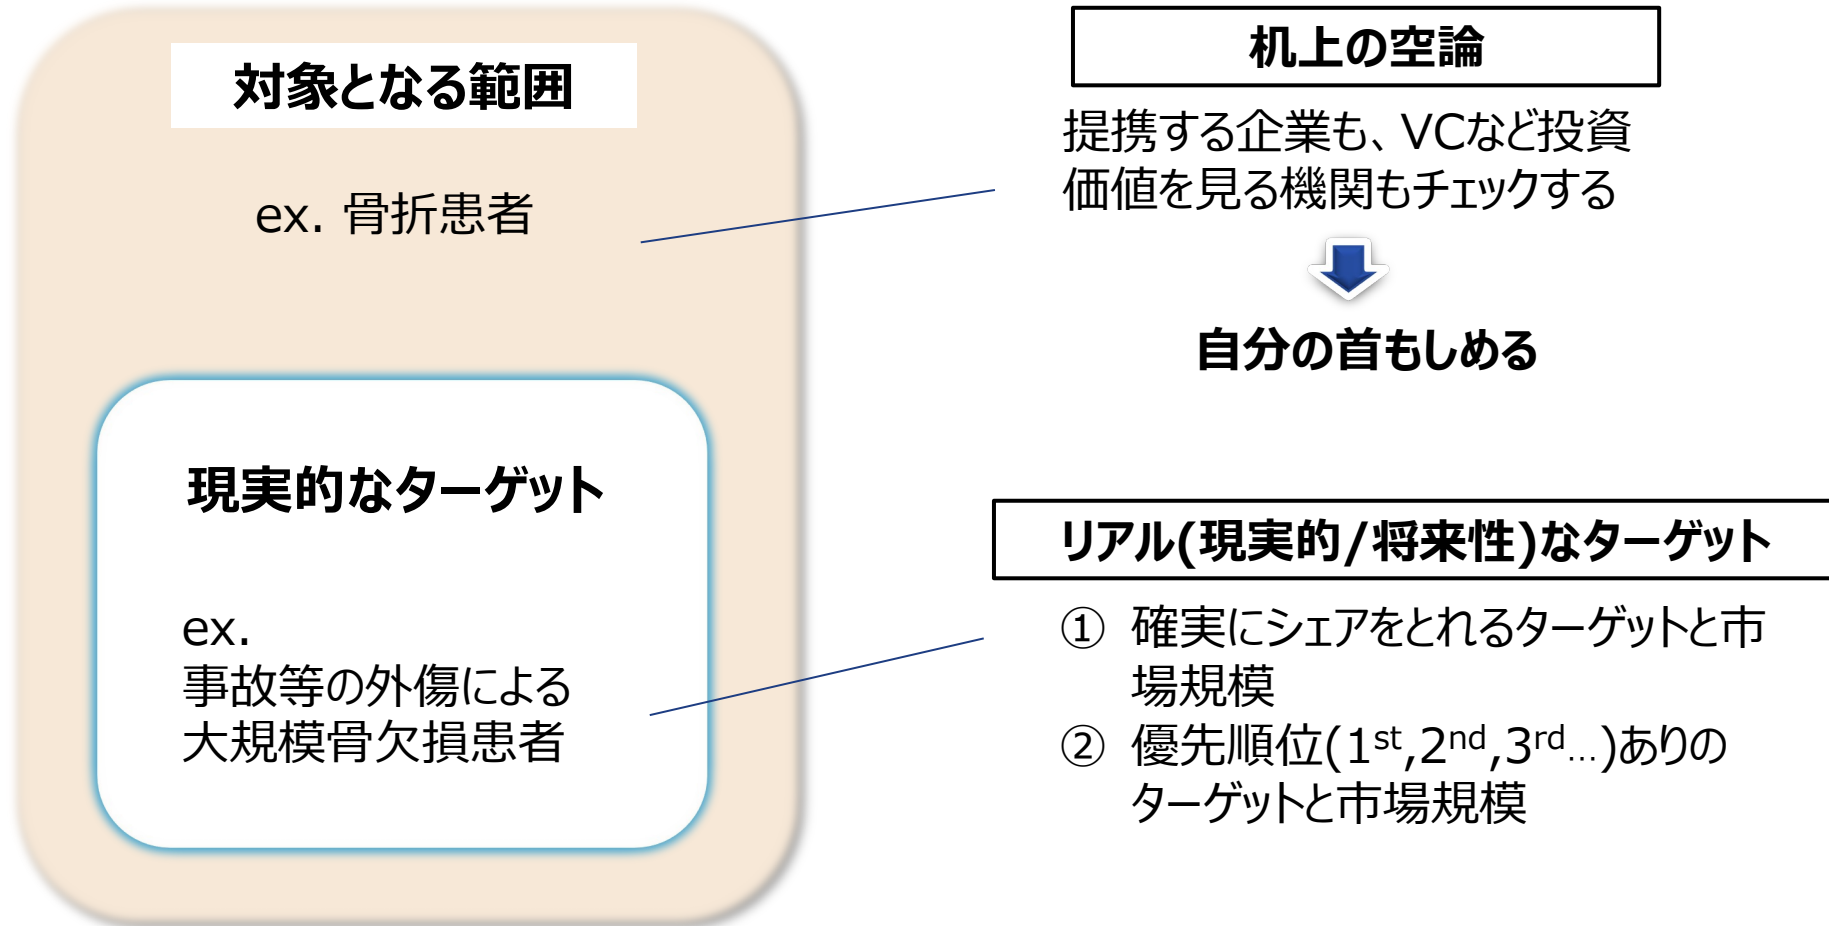 対象となる範囲
ex. 骨折患者
現実的なターゲット
ex.
事故等の外傷による
大規模骨欠損患者
机上の空論
提携する企業も、VCなど投資
価値を見る機関もチェックする
自分の首もしめる
リアル(現実的/将来性)なターゲット
① 確実にシェアをとれるターゲットと市
場規模
② 優先順位(1st,2nd,3rd...)ありの
ターゲットと市場規模